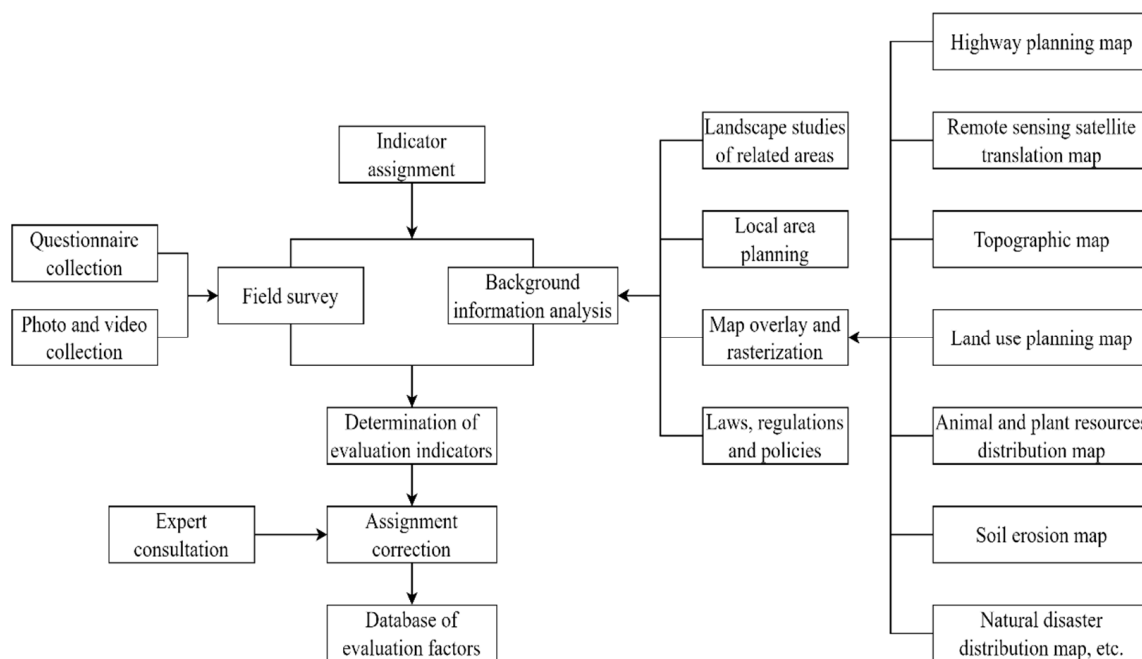 Indicator
assignment
Questionnaire
collection
Photo and video
collection
Field survey
Background
information analysis
Determination of
evaluation indicators
Expert
consultation
Assignment
correction
Database of
evaluation factors
Landscape studies
of related areas
Local area
planning
Map overlay and
rasterization
Laws, regulations
and policies
Highway planning map
Remote sensing satellite
translation map
Topographic map
Land use planning map
Animal and plant resources
distribution map
Soil erosion map
Natural disaster
distribution map, etc.